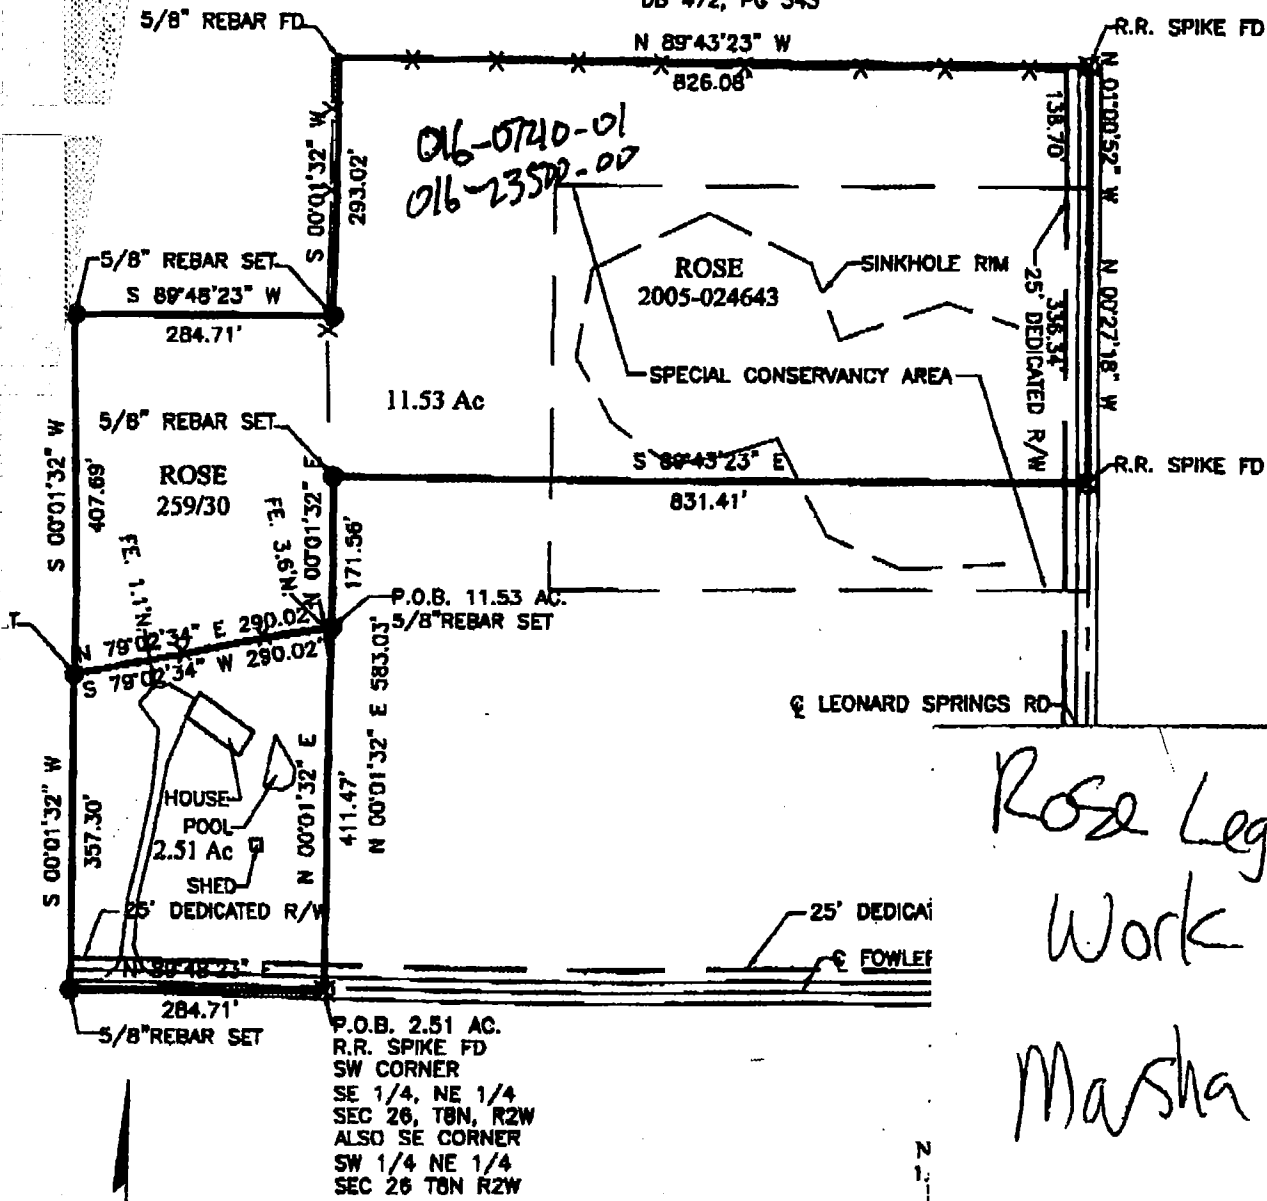 DB 472, PG 343
5/8" REBAR FD
R.R. SPIKE FD
N 89°43'23" W
826.08'
N 01°00'52" W
138.70'
S 00°01'32" W
293.02'
016-07210-01
016-23500-00
5/8" REBAR SET
S 89°48'23" W
284.71'
ROSE
2005-024643
SINKHOLE RIM
25' DEDICATED R/W
N 00°27'18" W
336.34'
SPECIAL CONSERVANCY AREA
11.53 Ac
5/8" REBAR SET
S 00°01'32" W
407.69'
ROSE
259/30
S 89°43'23" E
831.41'
R.R. SPIKE FD
FE. 1.1'N.
FE. 3.6'N.
N 00°01'32" E
171.56'
P.O.B. 11.53 AC.
5/8"REBAR SET
T
N 79°02'34" E 290.02'
S 79°02'34" W 290.02'
N 00°01'32" E 583.03'
℄ LEONARD SPRINGS RD
S 00°01'32" W
357.30'
HOUSE
POOL
2.51 Ac
SHED
N 00°01'32" E
411.47'
25' DEDICATED R/W
25' DEDICAT
℄ FOWLER
N 89°48'23" E
284.71'
5/8"REBAR SET
P.O.B. 2.51 AC.
R.R. SPIKE FD
SW CORNER
SE 1/4, NE 1/4
SEC 26, T8N, R2W
ALSO SE CORNER
SW 1/4 NE 1/4
SEC 26 T8N R2W
Rose Leg
Work
Marsha
N
1.